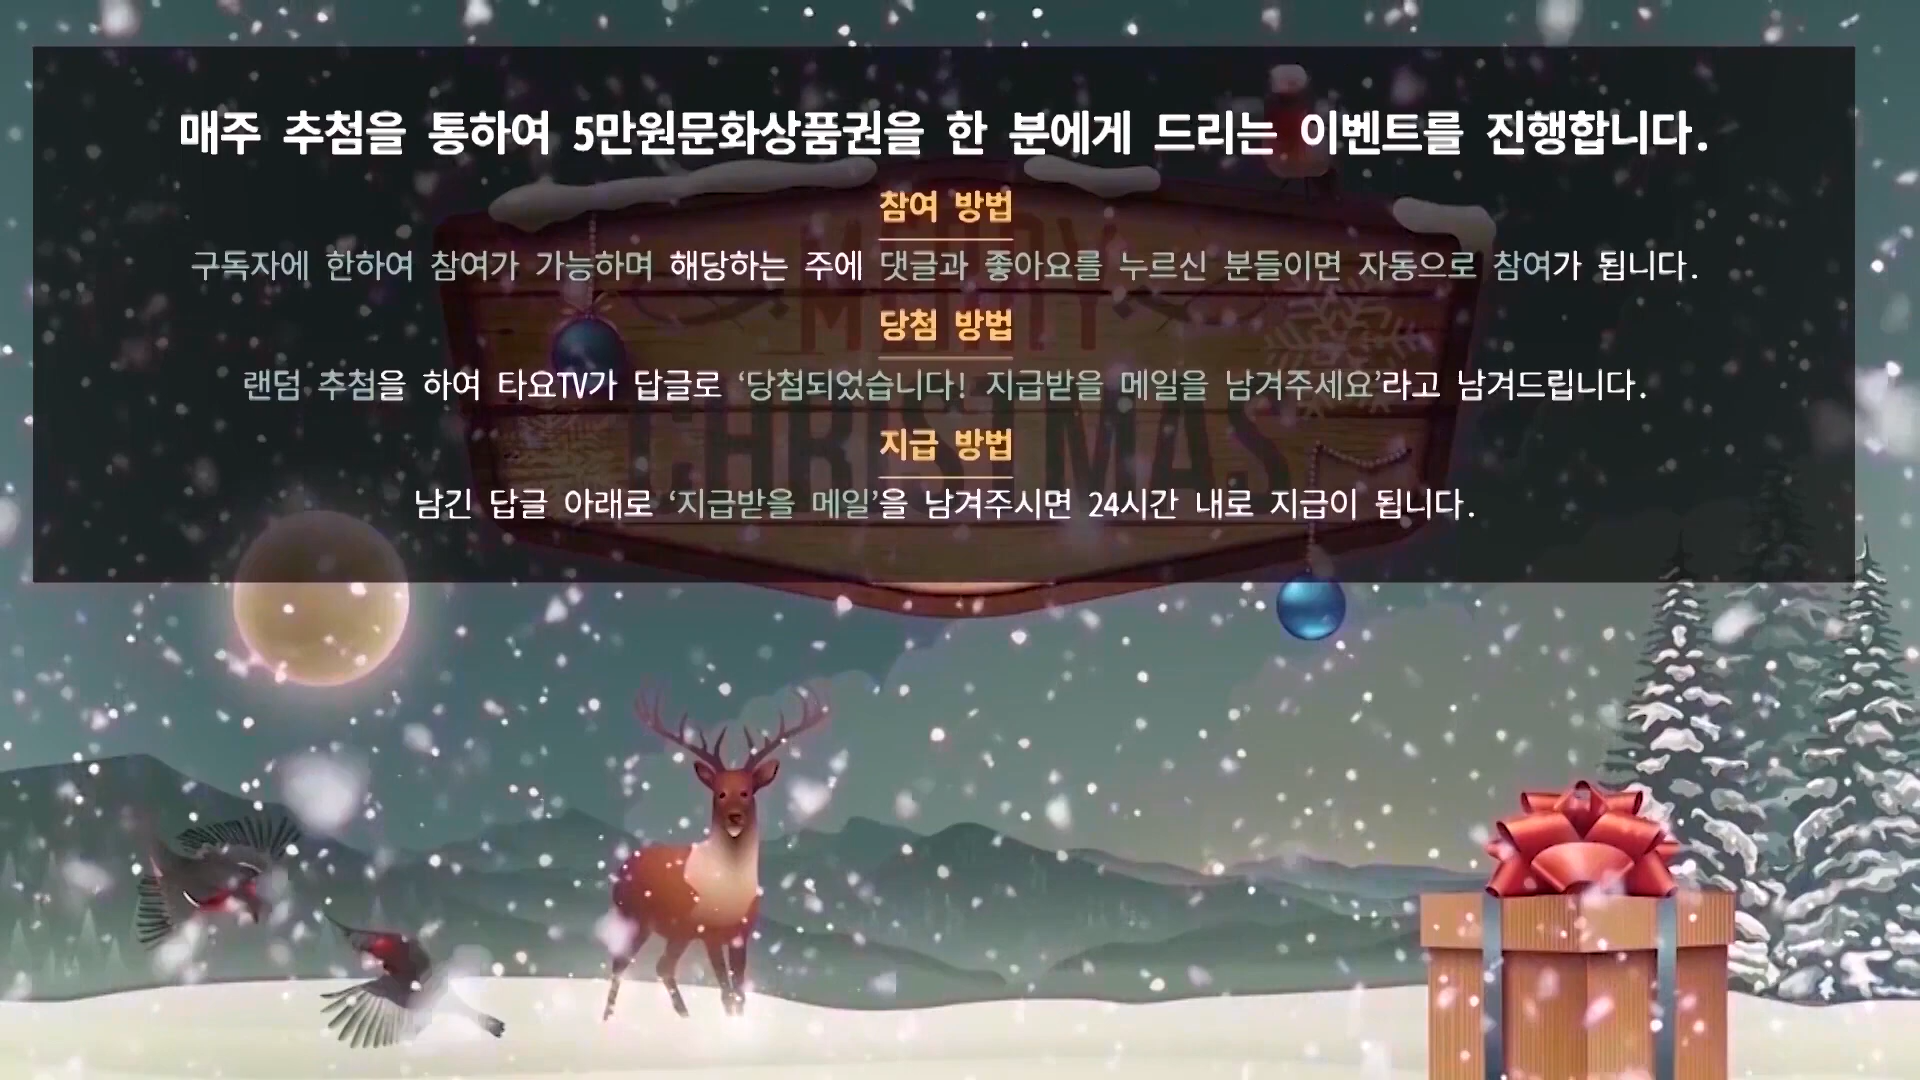 매주 추첨을 통하여 5만원문화상품권을 한 분에게 드리는 이벤트를 진행합니다.
참여 방법
구독자에 한하여 참여가 가능하며 해당하는 주에 댓글과 좋아요를 누르신 분들이면 자동으로 참여가 됩니다.
당첨 방법
랜덤 추첨을 하여 타요TV가 답글로 ‘당첨되었습니다! 지급받을 메일을 남겨주세요’라고 남겨드립니다.
지급 방법
남긴 답글 아래로 ‘지급받을 메일’을 남겨주시면 24시간 내로 지급이 됩니다.
MERRY
CHRISTMAS